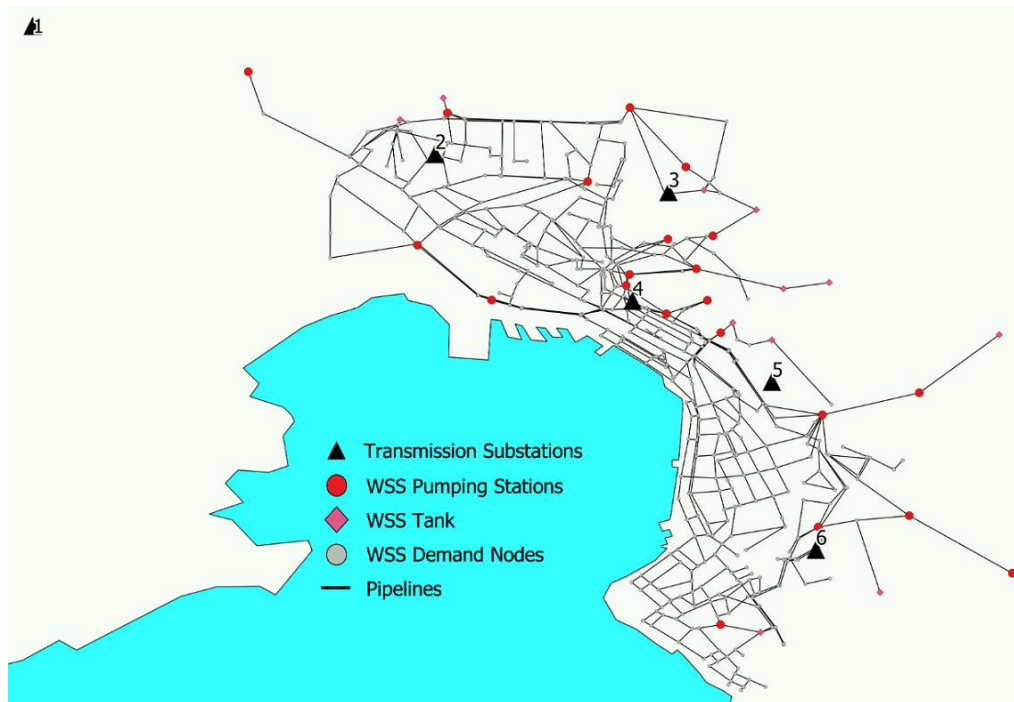 1
2
3
4
5
6
Transmission Substations
WSS Pumping Stations
WSS Tank
WSS Demand Nodes
Pipelines